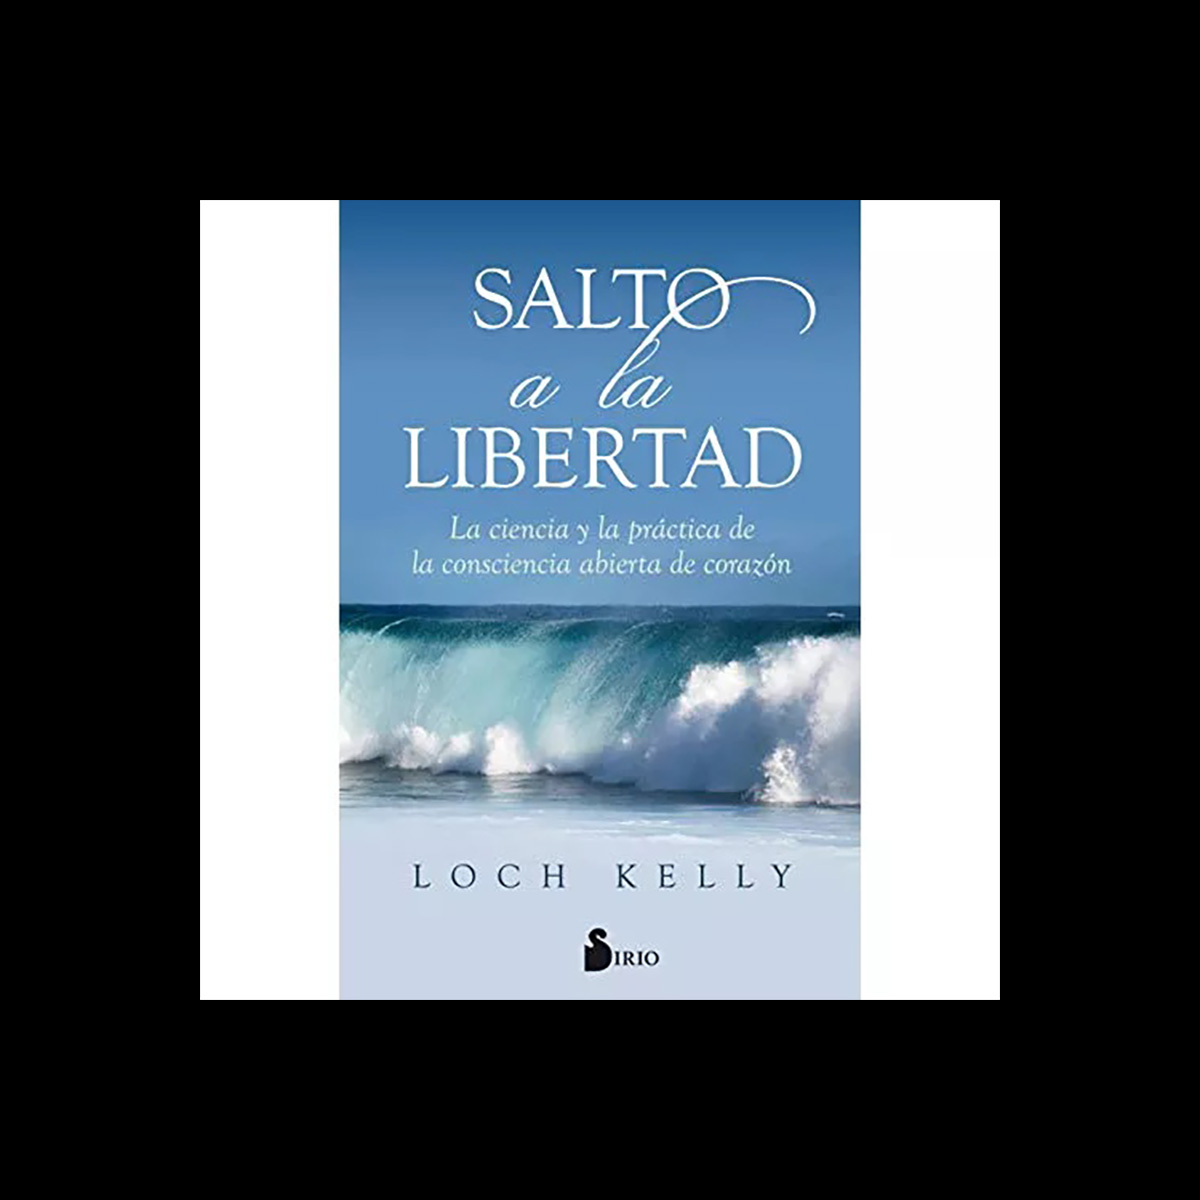 SALTO
a la
LIBERTAD
La ciencia y la práctica de
la consciencia abierta de corazón
LOCH KELLY
SIRIO